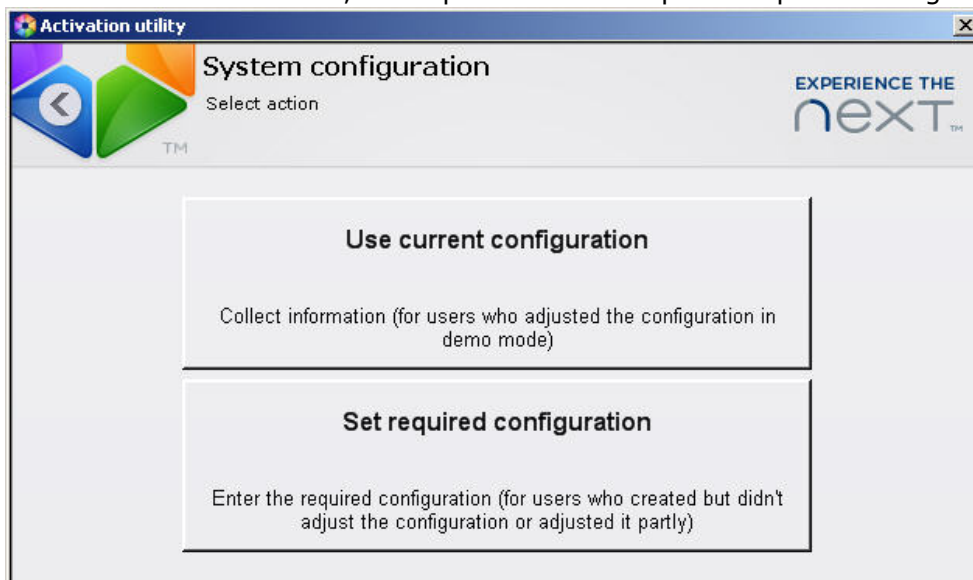 Activation utility
System configuration
Select action
EXPERIENCE THE
nexT™
TM
Use current configuration
Collect information (for users who adjusted the configuration in
demo mode)
Set required configuration
Enter the required configuration (for users who created but didn't
adjust the configuration or adjusted it partly)